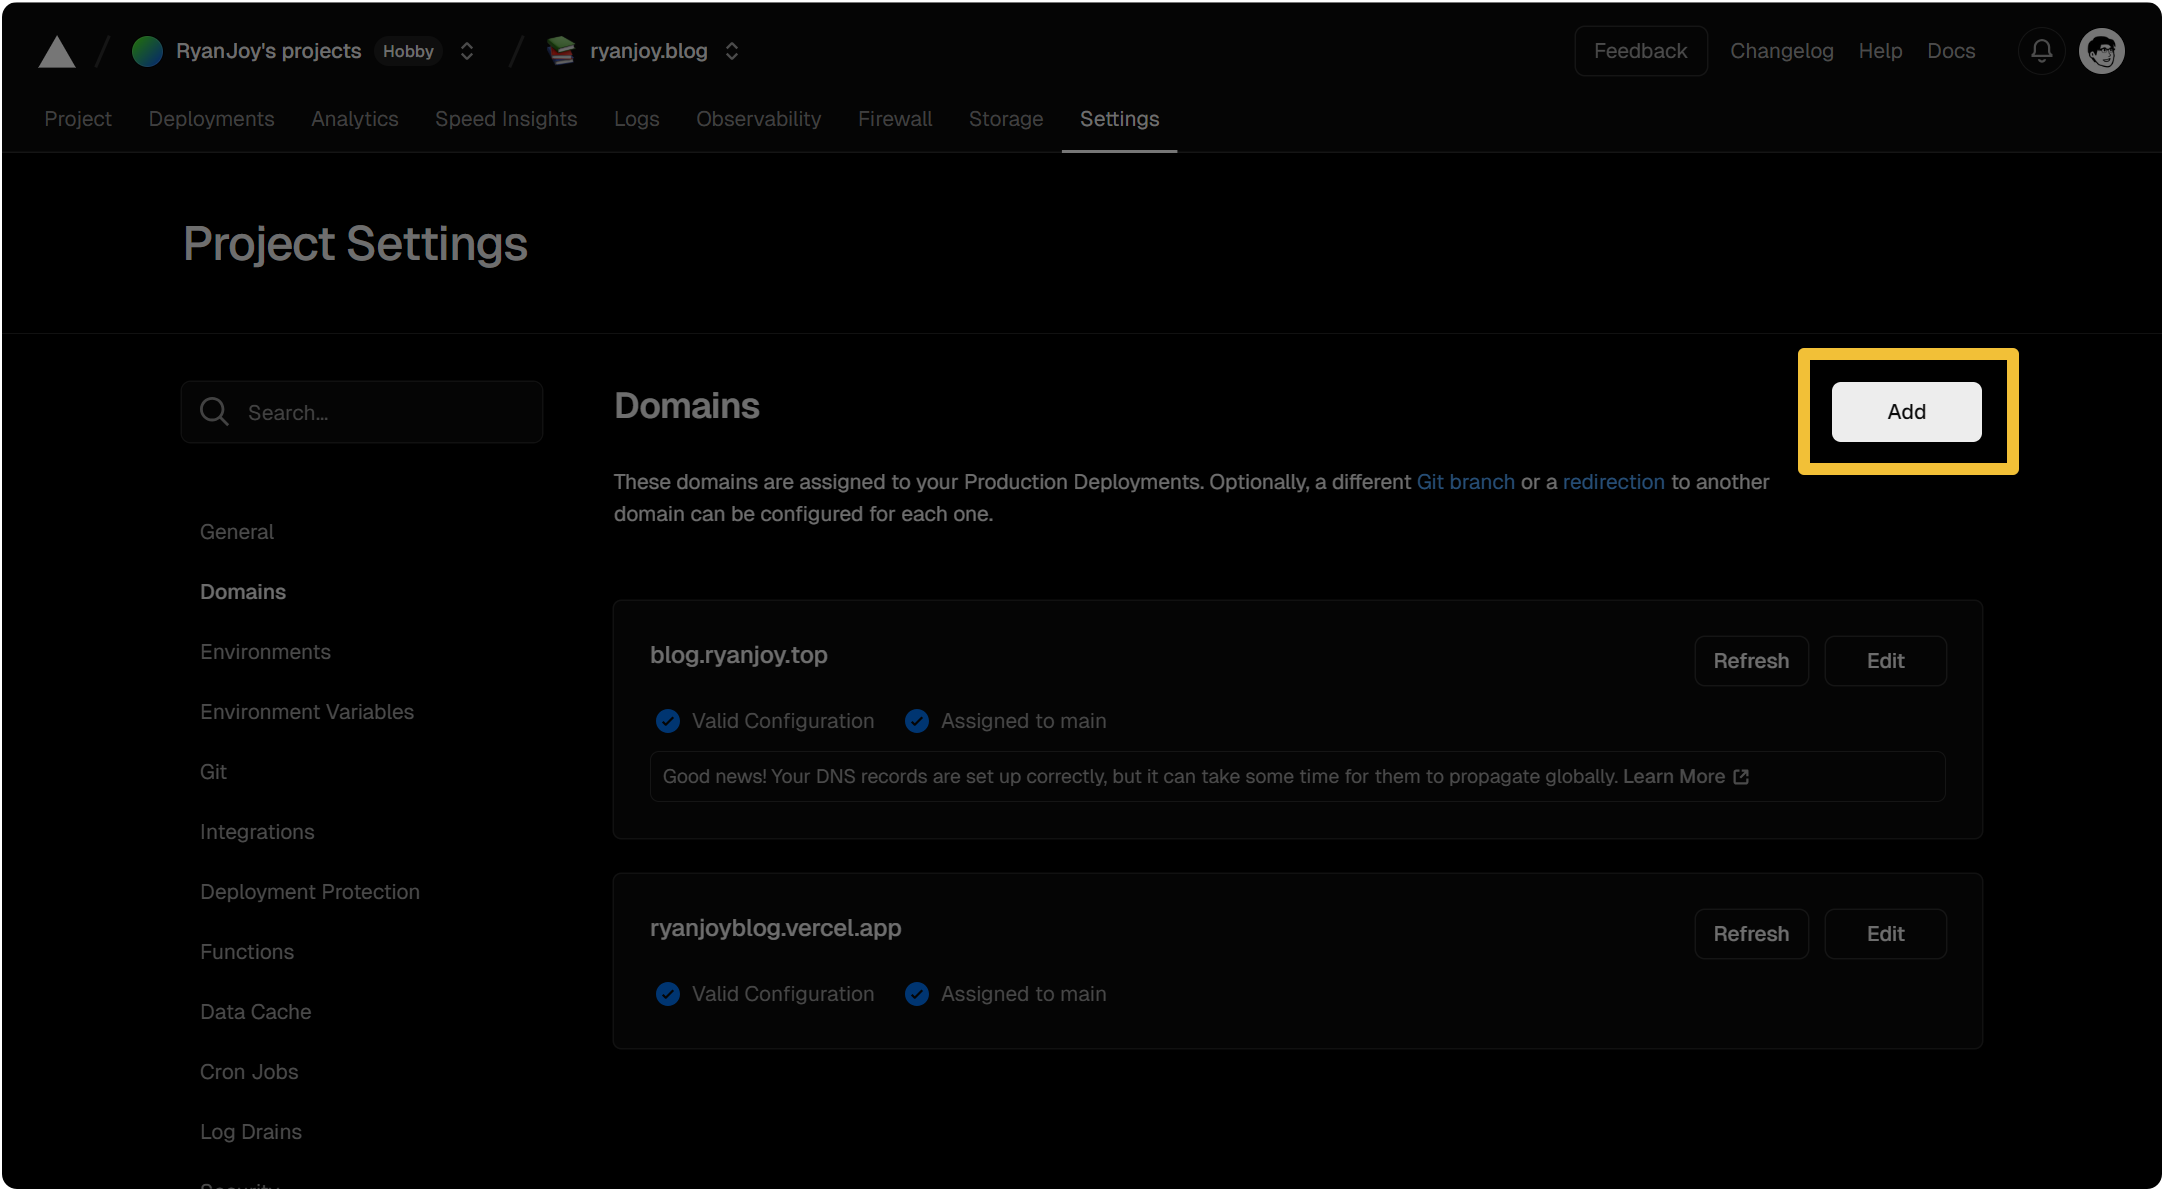 RyanJoy's projects Hobby ryanjoy.blog Feedback Changelog Help Docs
Project Deployments Analytics Speed Insights Logs Observability Firewall Storage Settings
Project Settings
Search...
General
Domains
Environments
Environment Variables
Git
Integrations
Deployment Protection
Functions
Data Cache
Cron Jobs
Log Drains
Security
Domains
Add
These domains are assigned to your Production Deployments. Optionally, a different Git branch or a redirection to another
domain can be configured for each one.
blog.ryanjoy.top
Refresh Edit
Valid Configuration Assigned to main
Good news! Your DNS records are set up correctly, but it can take some time for them to propagate globally. Learn More
ryanjoyblog.vercel.app
Refresh Edit
Valid Configuration Assigned to main